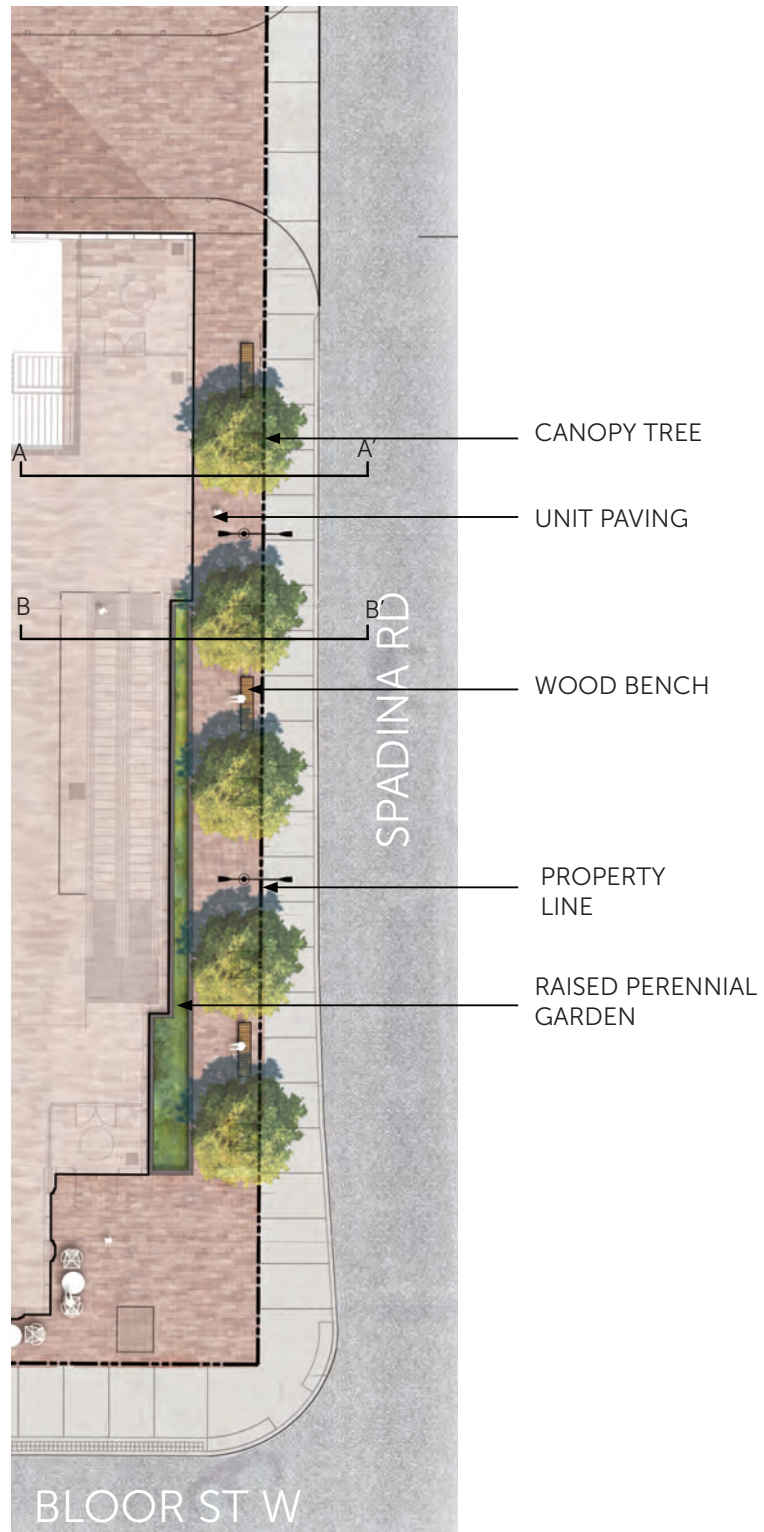 CANOPY TREE
A
A'
UNIT PAVING
B
B'
SPADINA RD
WOOD BENCH
PROPERTY
LINE
RAISED PERENNIAL
GARDEN
BLOOR ST W